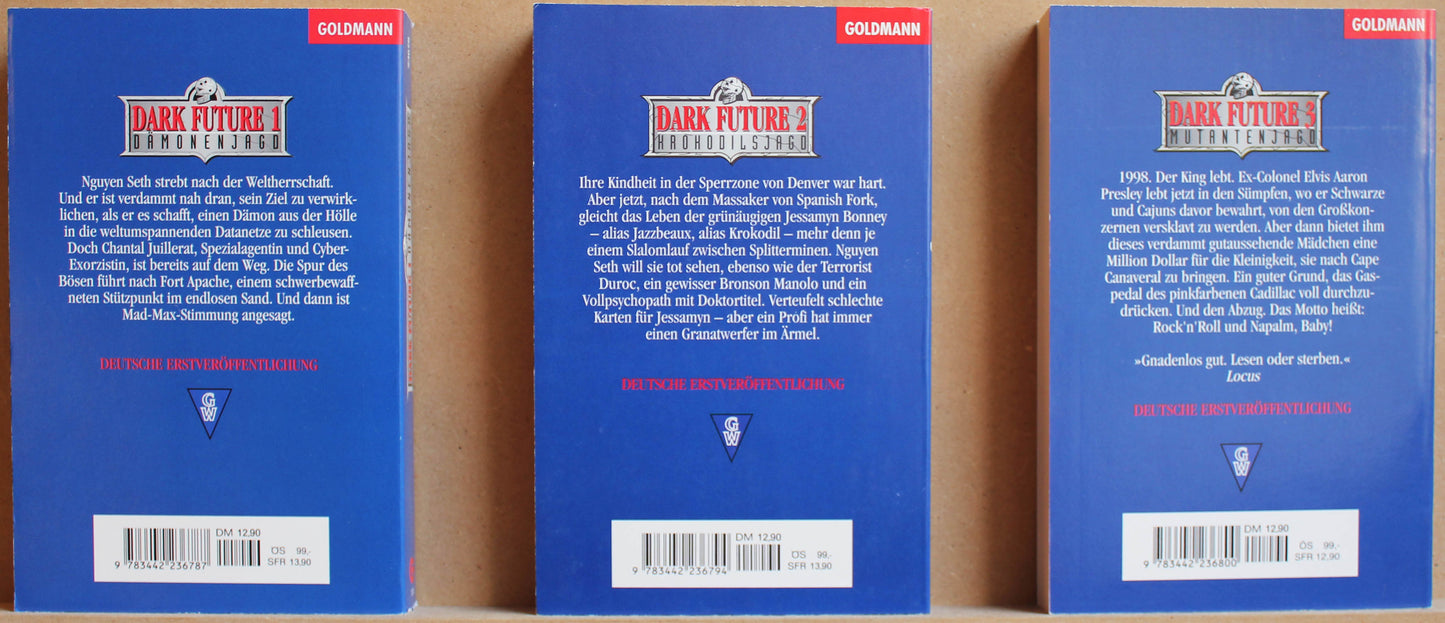 GOLDMANN
DARK FUTURE 1
DÄMONENJAGD
Nguyen Seth strebt nach der Weltherrschaft.
Und er ist verdammt nah dran, sein Ziel zu verwirk-
lichen, als er es schafft, einen Dämon aus der Hölle
in die weltumspannenden Datanetze zu schleusen.
Doch Chantal Juillerat, Spezialagentin und Cyber-
Exorzistin, ist bereits auf dem Weg. Die Spur des
Bösen führt nach Fort Apache, einem schwerbewaff-
neten Stützpunkt im endlosen Sand. Und dann ist
Mad-Max-Stimmung angesagt.
DEUTSCHE ERSTVERÖFFENTLICHUNG
G
W
DM 12,90
ÖS 99,-
SFR 13,90
9 783442 236787
GOLDMANN
DARK FUTURE 2
KROKODILSJAGD
Ihre Kindheit in der Sperrzone von Denver war hart.
Aber jetzt, nach dem Massaker von Spanish Fork,
gleicht das Leben der grünäugigen Jessamyn Bonney
– alias Jazzbeaux, alias Krokodil – mehr denn je
einem Slalomlauf zwischen Splitterminen. Nguyen
Seth will sie tot sehen, ebenso wie der Terrorist
Duroc, ein gewisser Bronson Manolo und ein
Vollpsychopath mit Doktortitel. Verteufelt schlechte
Karten für Jessamyn – aber ein Profi hat immer
einen Granatwerfer im Ärmel.
DEUTSCHE ERSTVERÖFFENTLICHUNG
G
W
DM 12,90
ÖS 99,-
SFR 13,90
9 783442 236794
GOLDMANN
DARK FUTURE 3
MUTANTENJAGD
1998. Der King lebt. Ex-Colonel Elvis Aaron
Presley lebt jetzt in den Sümpfen, wo er Schwarze
und Cajuns davor bewahrt, von den Großkon-
zernen versklavt zu werden. Aber dann bietet ihm
dieses verdammt gutaussehende Mädchen eine
Million Dollar für die Kleinigkeit, sie nach Cape
Canaveral zu bringen. Ein guter Grund, das Gas-
pedal des pinkfarbenen Cadillac voll durchzu-
drücken. Und den Abzug. Das Motto heißt:
Rock'n'Roll und Napalm, Baby!
»Gnadenlos gut. Lesen oder sterben.«
Locus
DEUTSCHE ERSTVERÖFFENTLICHUNG
G
W
DM 12,90
ÖS 99,-
SFR 12,90
9 783442 236800